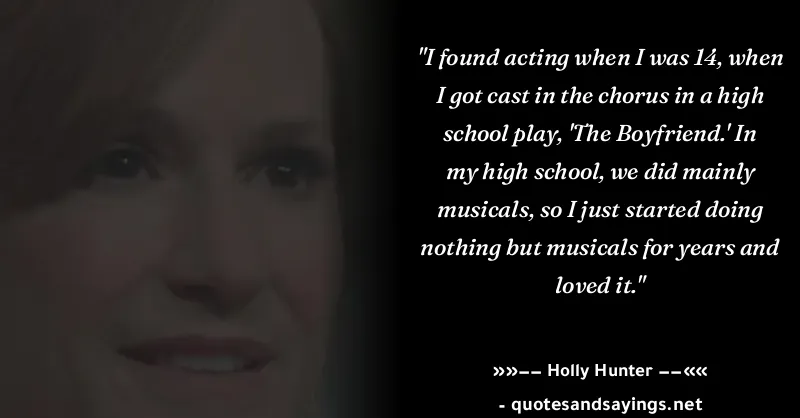 "I found acting when I was 14, when
I got cast in the chorus in a high
school play, 'The Boyfriend.' In
my high school, we did mainly
musicals, so I just started doing
nothing but musicals for years and
loved it."
»»−− Holly Hunter −−««
- quotesandsayings.net